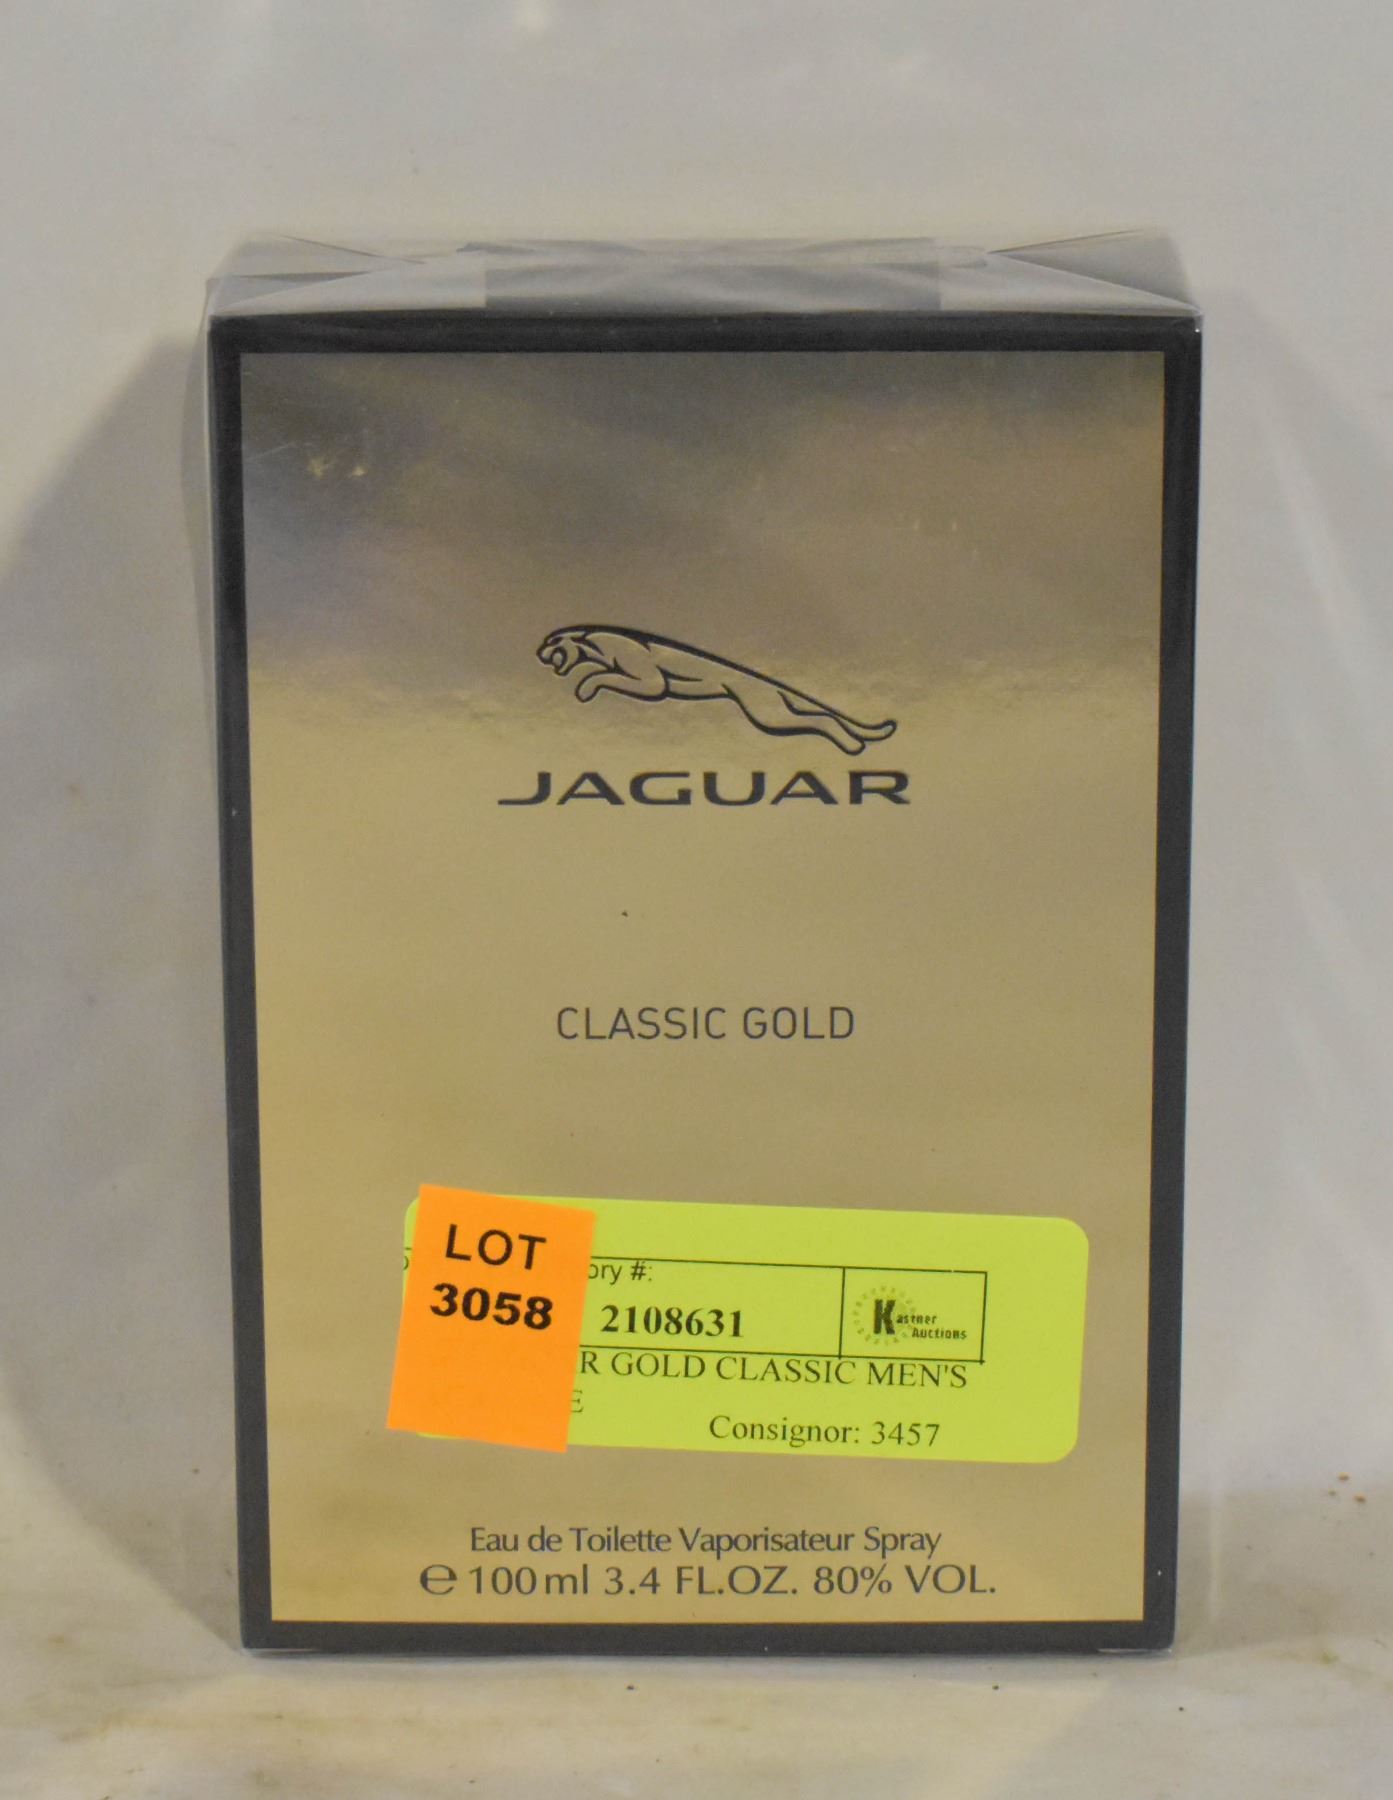 JAGUAR
CLASSIC GOLD
LOT
3058
ory #:
2108631
Kastner
Auctions
R GOLD CLASSIC MEN'S
E
Consignor: 3457
Eau de Toilette Vaporisateur Spray
℮ 100 ml 3.4 FL.OZ. 80% VOL.